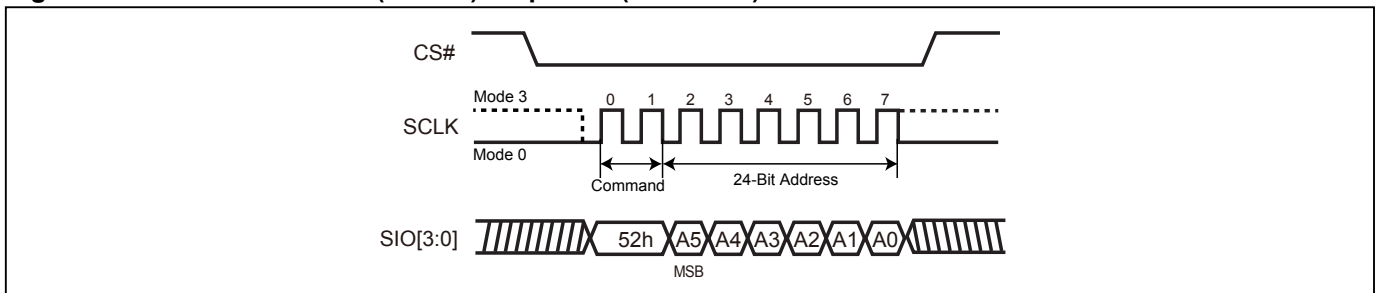 CS#
Mode 3
0 1 2 3 4 5 6 7
SCLK
Mode 0
Command
24-Bit Address
SIO[3:0]
52h A5 A4 A3 A2 A1 A0
MSB